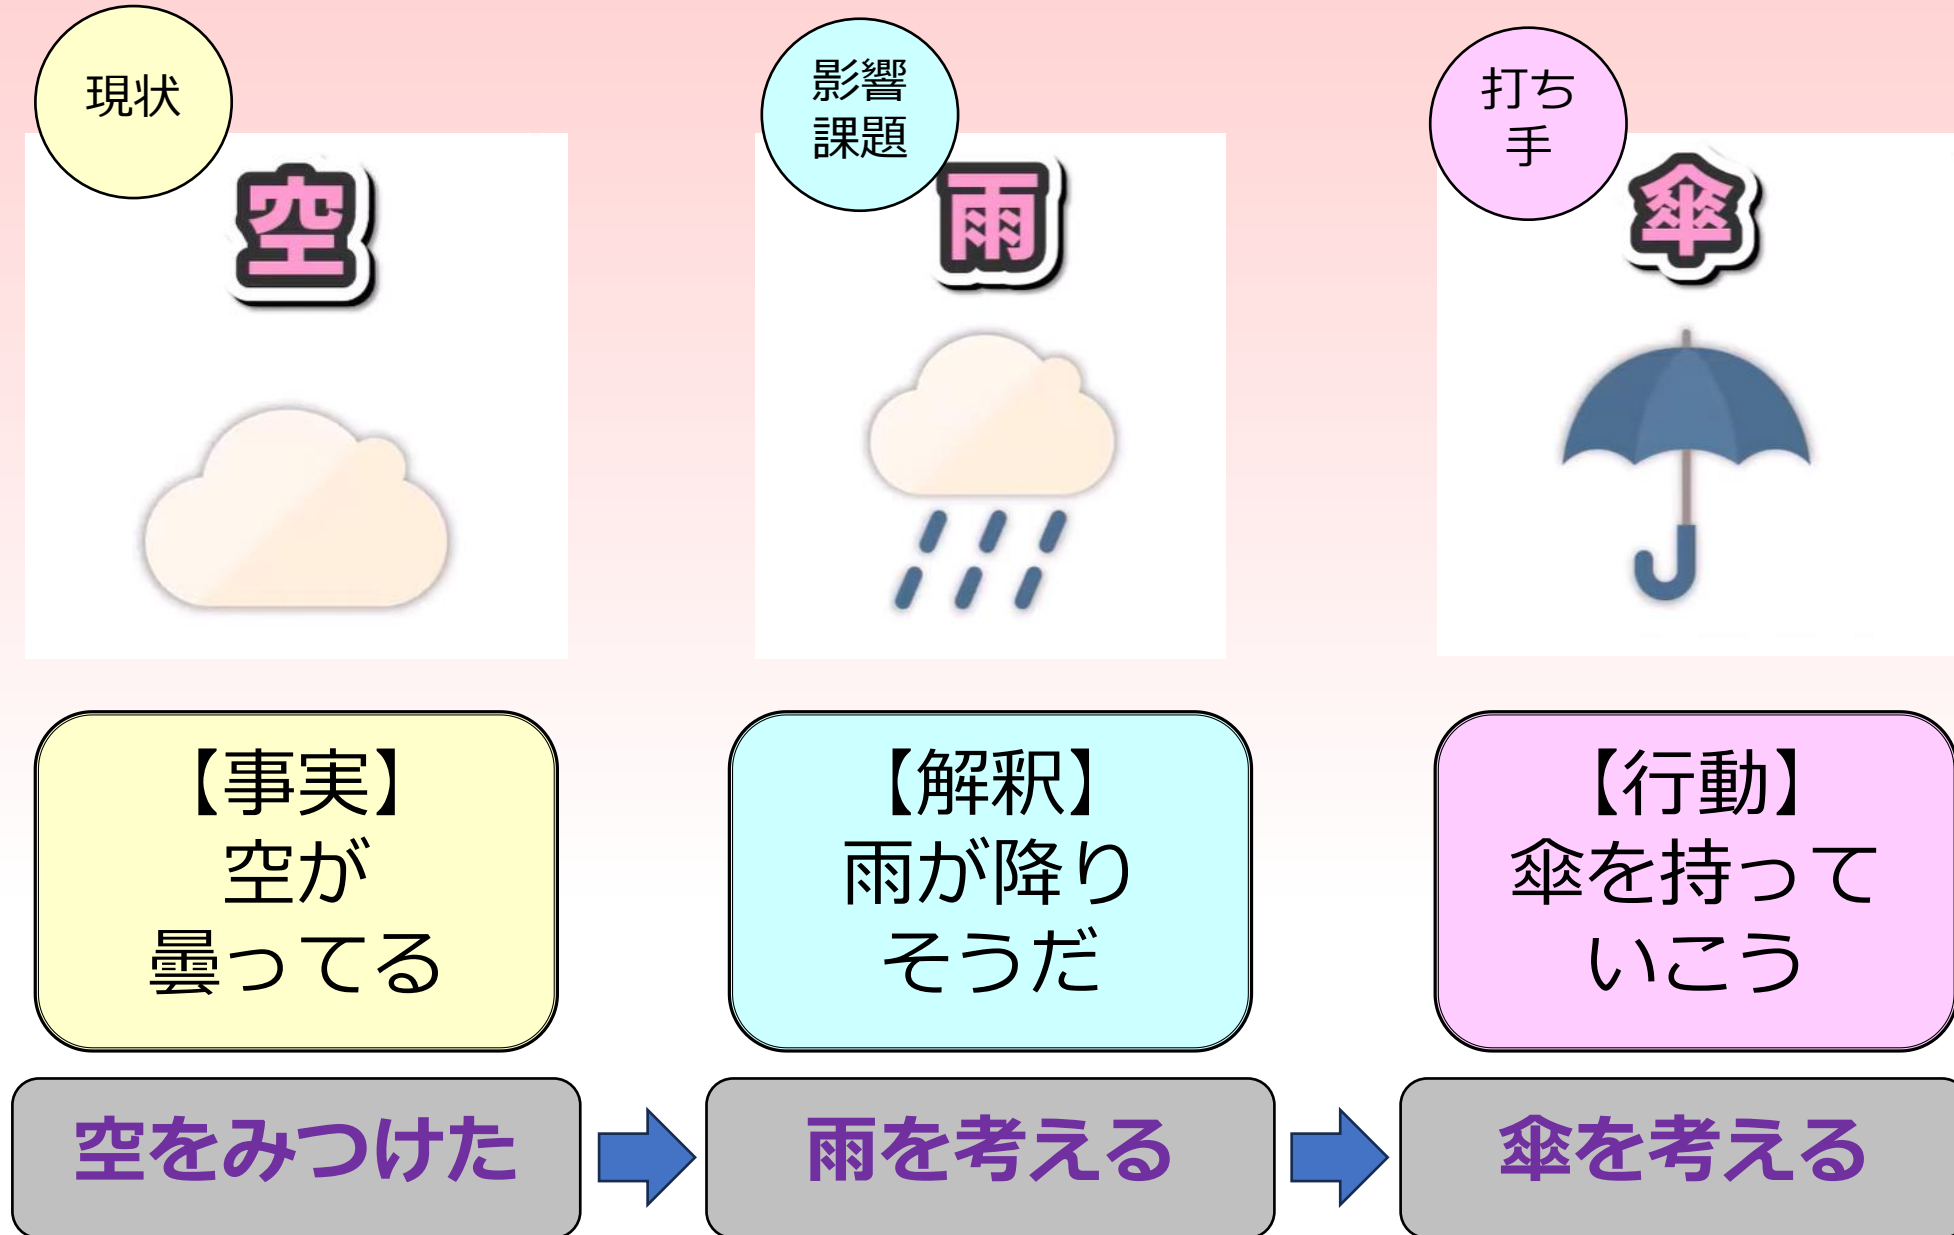 現状
空
【事実】
空が
曇ってる
空をみつけた
影響
課題
雨
【解釈】
雨が降り
そうだ
雨を考える
打ち
手
傘
【行動】
傘を持って
いこう
傘を考える